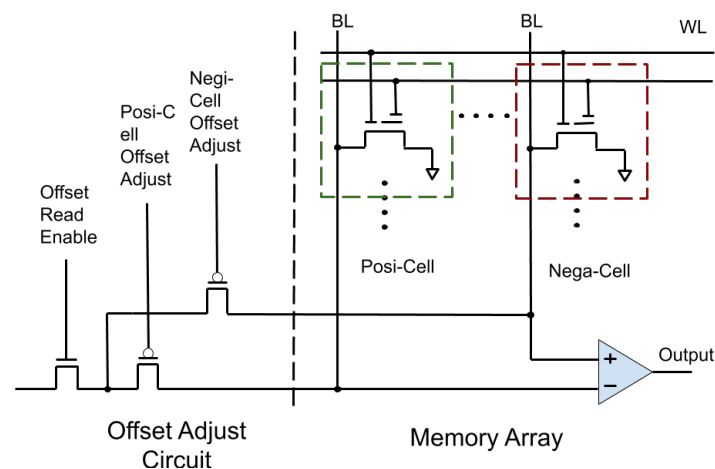 BL
BL
WL
Negi-
Cell
Offset
Adjust
Posi-C
ell
Offset
Adjust
Offset
Read
Enable
Posi-Cell
Nega-Cell
+
−
Output
Offset Adjust
Circuit
Memory Array